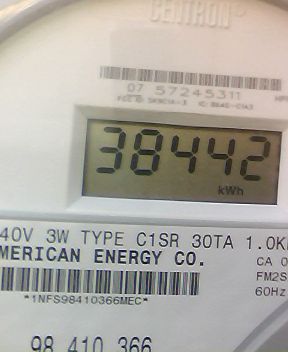 CENTRON®
07 57245311
38442
kWh
40V 3W TYPE C1SR 30TA 1.0K
MERICAN ENERGY CO.
CA 0
FM2S
60Hz
*1NFS98410366MEC*
98 410 366